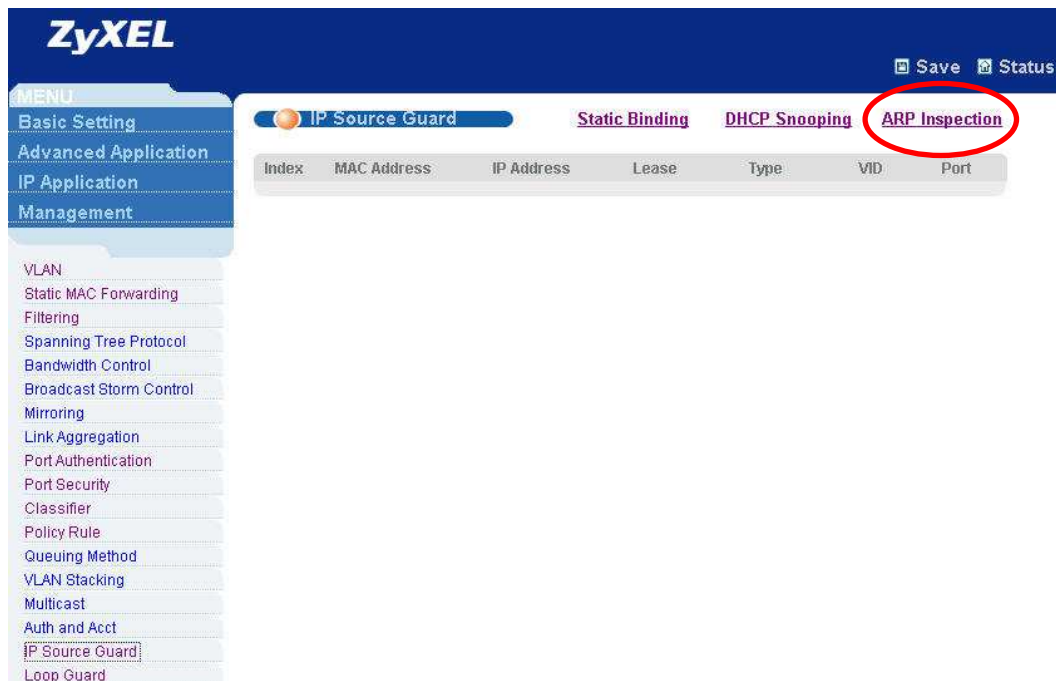 ZyXEL
Save Status
MENU
Basic Setting
Advanced Application
IP Application
Management
IP Source Guard Static Binding DHCP Snooping ARP Inspection
Index MAC Address IP Address Lease Type VID Port
VLAN
Static MAC Forwarding
Filtering
Spanning Tree Protocol
Bandwidth Control
Broadcast Storm Control
Mirroring
Link Aggregation
Port Authentication
Port Security
Classifier
Policy Rule
Queuing Method
VLAN Stacking
Multicast
Auth and Acct
IP Source Guard
Loop Guard